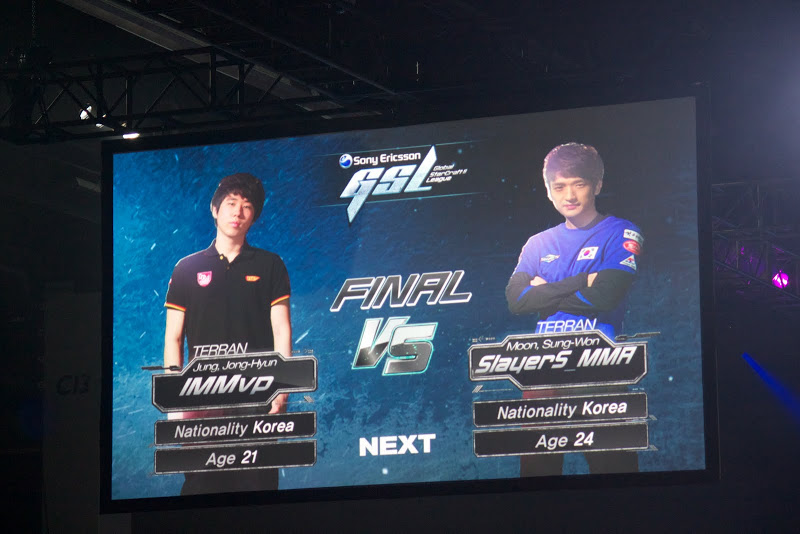 Sony Ericsson
GSL
Global
StarCraft II
League
FINAL
VS
NEXT
TERRAN
Jung, Jong-Hyun
IMMvp
Nationality Korea
Age 21
TERRAN
Moon, Sung-Won
SlayerS_MMA
Nationality Korea
Age 24